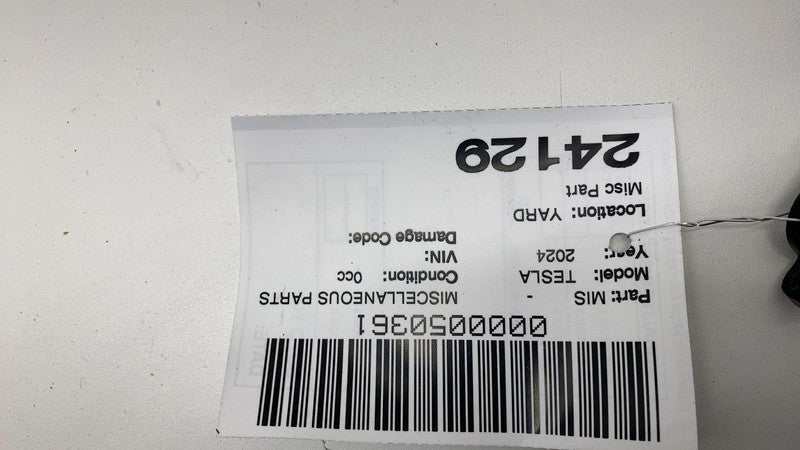 0000050361
Part: MIS - MISCELLANEOUS PARTS
Model: TESLA Condition: 0cc
Year: 2024 VIN:
Damage Code:
Location: YARD
Misc Part
24129